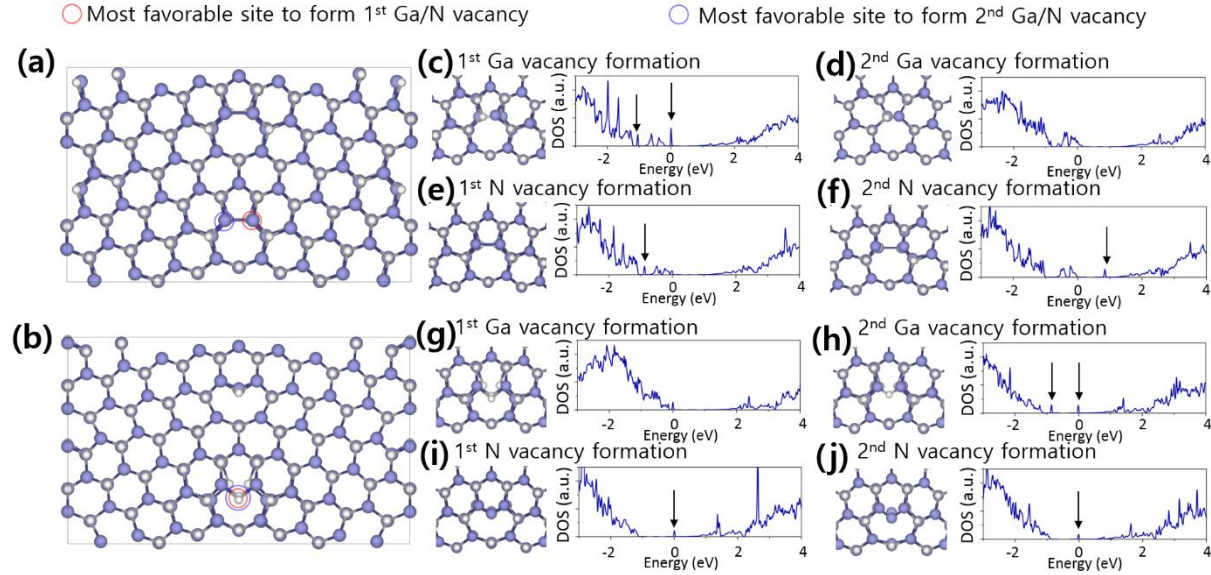 Most favorable site to form 1st Ga/N vacancy
Most favorable site to form 2nd Ga/N vacancy
(a)
(c) 1st Ga vacancy formation
DOS (a.u.)
-2 0 2 4
Energy (eV)
(d) 2nd Ga vacancy formation
DOS (a.u.)
-2 0 2 4
Energy (eV)
(e) 1st N vacancy formation
DOS (a.u.)
-2 0 2 4
Energy (eV)
(f) 2nd N vacancy formation
DOS (a.u.)
-2 0 2 4
Energy (eV)
(b)
(g) 1st Ga vacancy formation
DOS (a.u.)
-2 0 2 4
Energy (eV)
(h) 2nd Ga vacancy formation
DOS (a.u.)
-2 0 2 4
Energy (eV)
(i) 1st N vacancy formation
DOS (a.u.)
-2 0 2 4
Energy (eV)
(j) 2nd N vacancy formation
DOS (a.u.)
-2 0 2 4
Energy (eV)